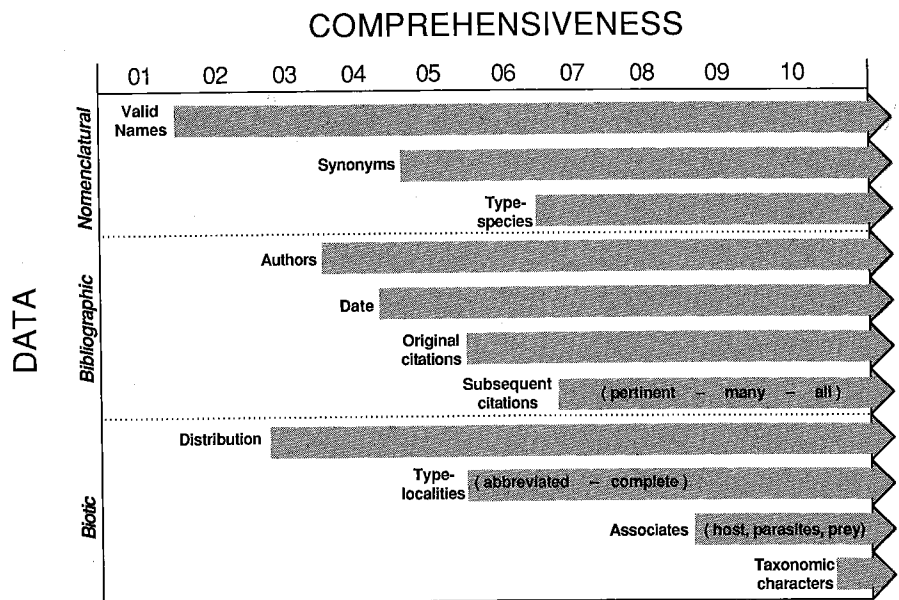 COMPREHENSIVENESS
01 02 03 04 05 06 07 08 09 10
DATA
Nomenclatural
Valid
Names
Synonyms
Type-
species
Bibliographic
Authors
Date
Original
citations
Subsequent
citations
( pertinent – many – all )
Biotic
Distribution
Type-
localities
( abbreviated – complete )
Associates
( host, parasites, prey)
Taxonomic
characters